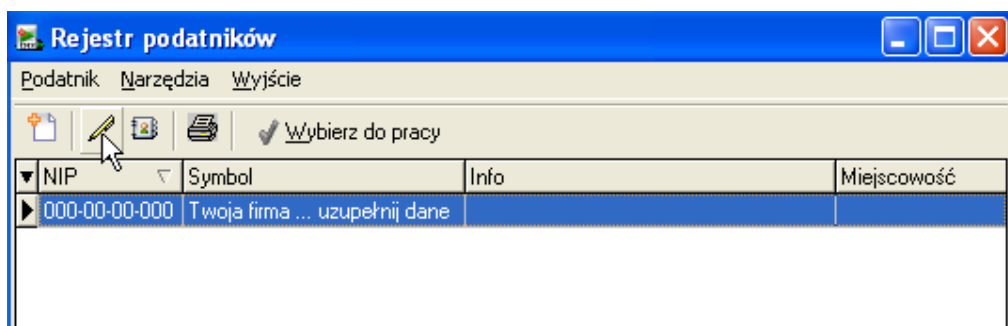 Rejestr podatników
Podatnik Narzędzia Wyjście
Wybierz do pracy
NIP Symbol Info Miejscowość
000-00-00-000 Twoja firma ... uzupełnij dane